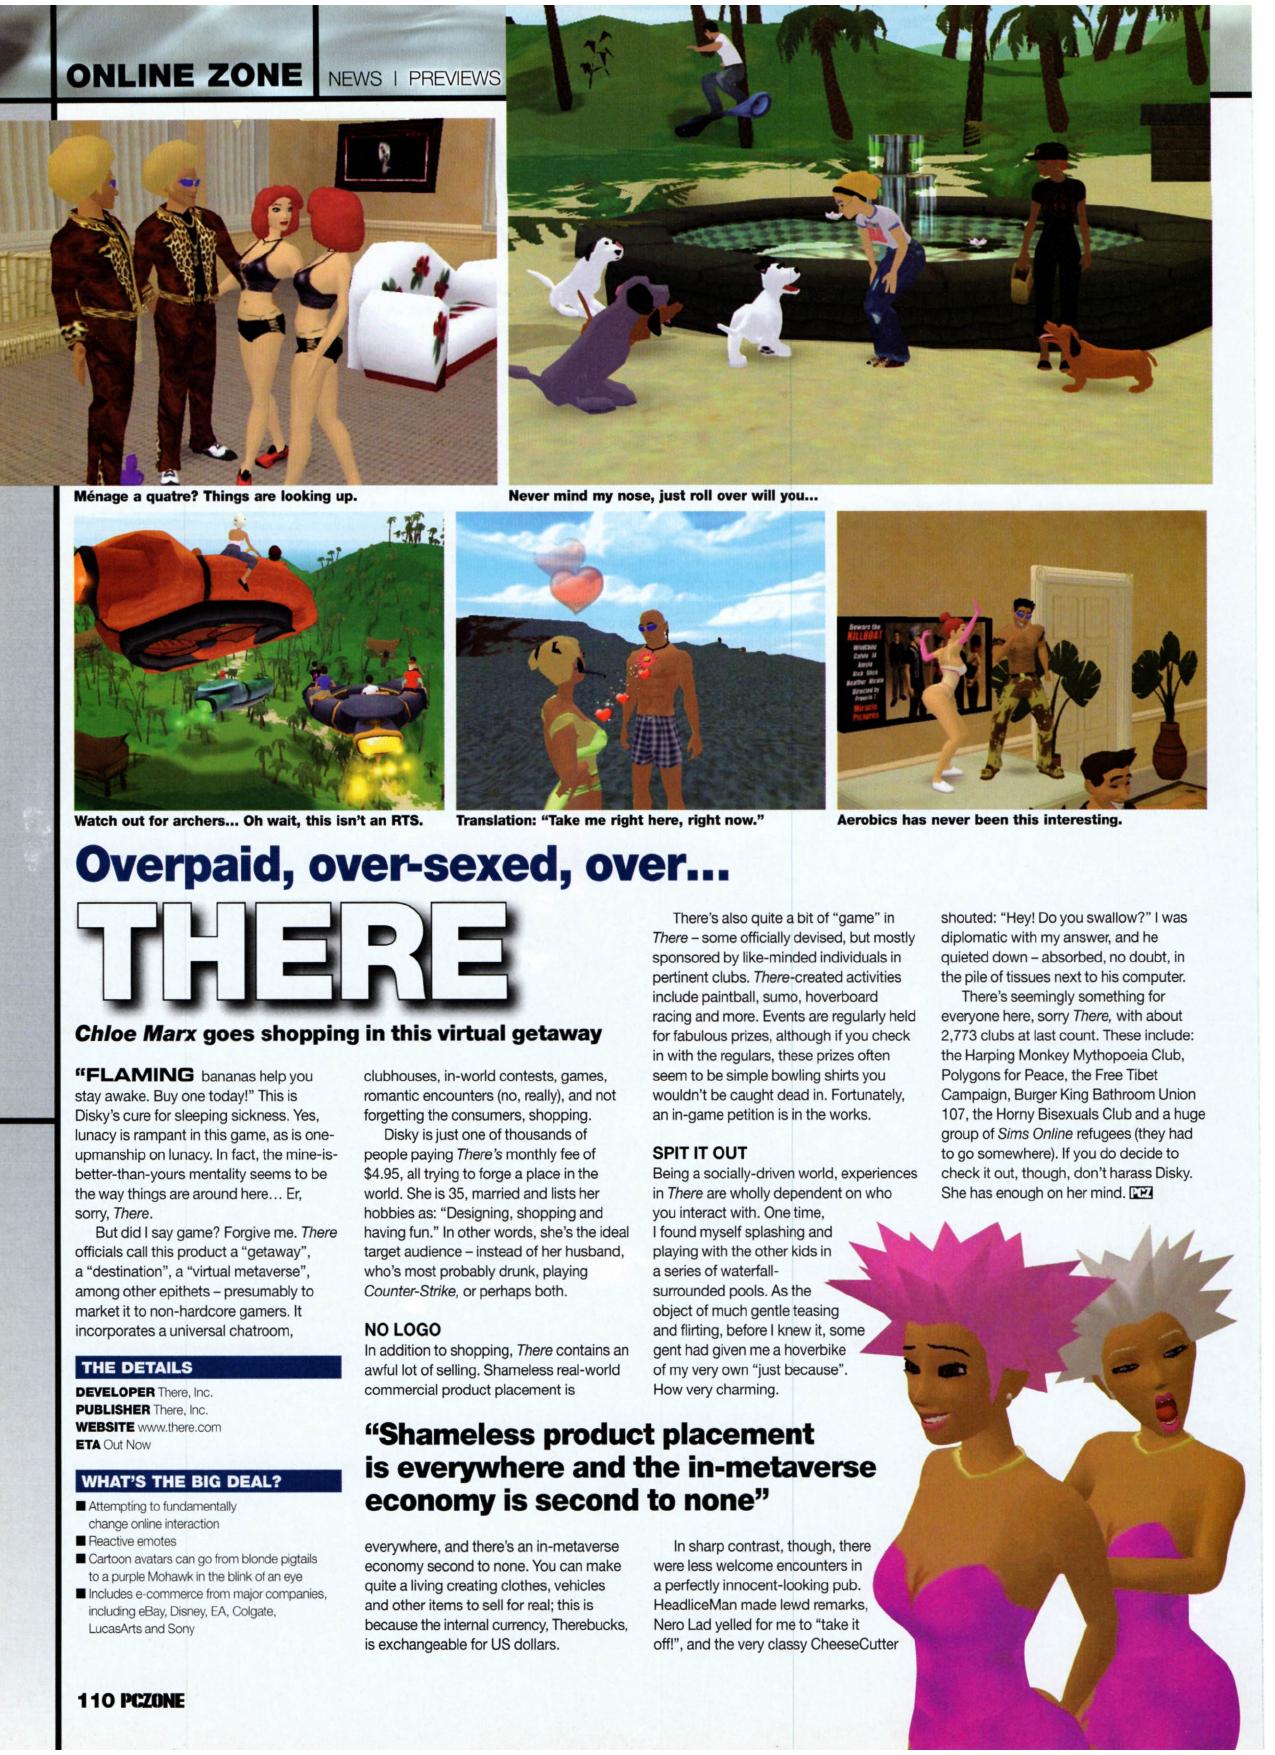 ONLINE ZONE
NEWS | PREVIEWS
Ménage a quatre? Things are looking up.
Never mind my nose, just roll over will you...
Beware the
KILLBOAT
Directed by
Miracle
Pictures
Watch out for archers... Oh wait, this isn't an RTS.
Translation: "Take me right here, right now."
Aerobics has never been this interesting.
Overpaid, over-sexed, over...
THERE
Chloe Marx goes shopping in this virtual getaway
"FLAMING bananas help you
stay awake. Buy one today!" This is
Disky's cure for sleeping sickness. Yes,
lunacy is rampant in this game, as is one-
upmanship on lunacy. In fact, the mine-is-
better-than-yours mentality seems to be
the way things are around here... Er,
sorry, There.
But did I say game? Forgive me. There
officials call this product a "getaway",
a "destination", a "virtual metaverse",
among other epithets – presumably to
market it to non-hardcore gamers. It
incorporates a universal chatroom,
THE DETAILS
DEVELOPER There, Inc.
PUBLISHER There, Inc.
WEBSITE www.there.com
ETA Out Now
WHAT'S THE BIG DEAL?
■ Attempting to fundamentally
change online interaction
■ Reactive emotes
■ Cartoon avatars can go from blonde pigtails
to a purple Mohawk in the blink of an eye
■ Includes e-commerce from major companies,
including eBay, Disney, EA, Colgate,
LucasArts and Sony
clubhouses, in-world contests, games,
romantic encounters (no, really), and not
forgetting the consumers, shopping.
Disky is just one of thousands of
people paying There's monthly fee of
$4.95, all trying to forge a place in the
world. She is 35, married and lists her
hobbies as: "Designing, shopping and
having fun." In other words, she's the ideal
target audience – instead of her husband,
who's most probably drunk, playing
Counter-Strike, or perhaps both.
NO LOGO
In addition to shopping, There contains an
awful lot of selling. Shameless real-world
commercial product placement is
"Shameless product placement
is everywhere and the in-metaverse
economy is second to none"
everywhere, and there's an in-metaverse
economy second to none. You can make
quite a living creating clothes, vehicles
and other items to sell for real; this is
because the internal currency, Therebucks,
is exchangeable for US dollars.
There's also quite a bit of "game" in
There – some officially devised, but mostly
sponsored by like-minded individuals in
pertinent clubs. There-created activities
include paintball, sumo, hoverboard
racing and more. Events are regularly held
for fabulous prizes, although if you check
in with the regulars, these prizes often
seem to be simple bowling shirts you
wouldn't be caught dead in. Fortunately,
an in-game petition is in the works.
SPIT IT OUT
Being a socially-driven world, experiences
in There are wholly dependent on who
you interact with. One time,
I found myself splashing and
playing with the other kids in
a series of waterfall-
surrounded pools. As the
object of much gentle teasing
and flirting, before I knew it, some
gent had given me a hoverbike
of my very own "just because".
How very charming.
In sharp contrast, though, there
were less welcome encounters in
a perfectly innocent-looking pub.
HeadliceMan made lewd remarks,
Nero Lad yelled for me to "take it
off!", and the very classy CheeseCutter
shouted: "Hey! Do you swallow?" I was
diplomatic with my answer, and he
quieted down – absorbed, no doubt, in
the pile of tissues next to his computer.
There's seemingly something for
everyone here, sorry There, with about
2,773 clubs at last count. These include:
the Harping Monkey Mythopoeia Club,
Polygons for Peace, the Free Tibet
Campaign, Burger King Bathroom Union
107, the Horny Bisexuals Club and a huge
group of Sims Online refugees (they had
to go somewhere). If you do decide to
check it out, though, don't harass Disky.
She has enough on her mind. PCZ
110 PCZONE